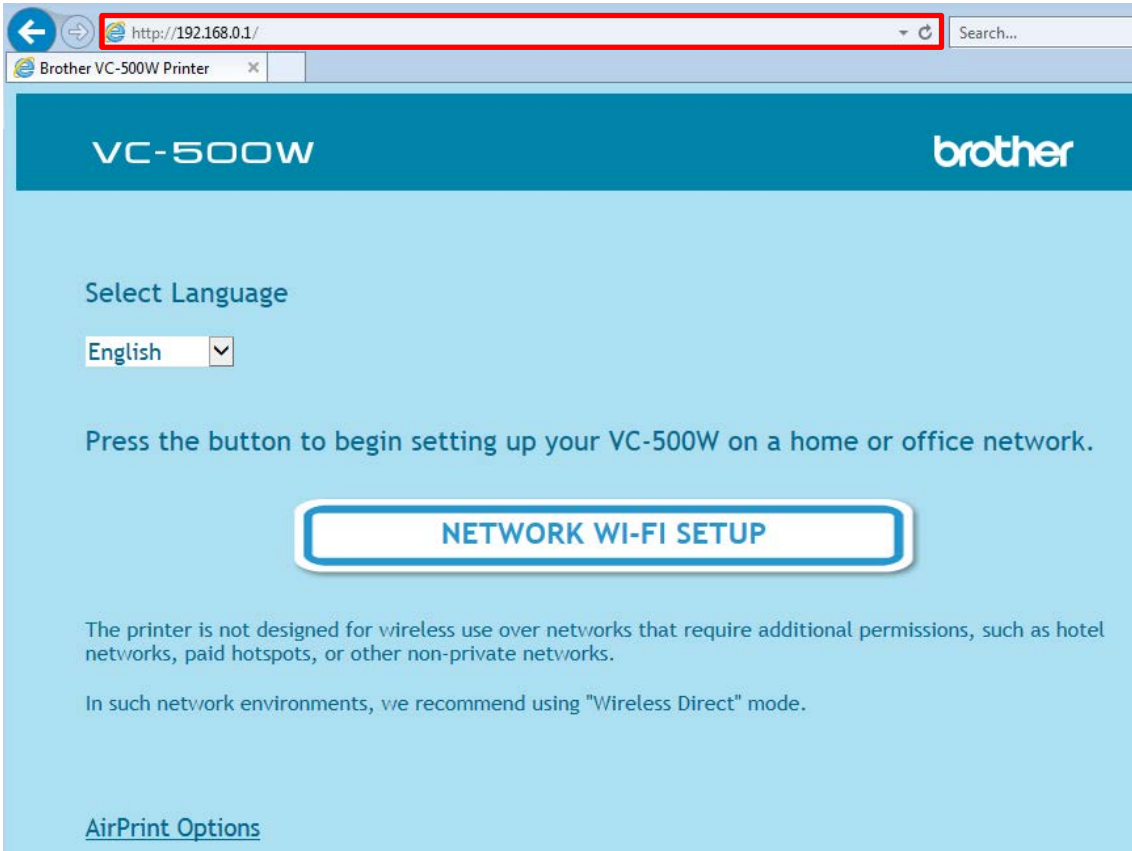 http://192.168.0.1/
Search...
Brother VC-500W Printer
VC-500W
brother
Select Language
English
Press the button to begin setting up your VC-500W on a home or office network.
NETWORK WI-FI SETUP
The printer is not designed for wireless use over networks that require additional permissions, such as hotel
networks, paid hotspots, or other non-private networks.
In such network environments, we recommend using "Wireless Direct" mode.
AirPrint Options